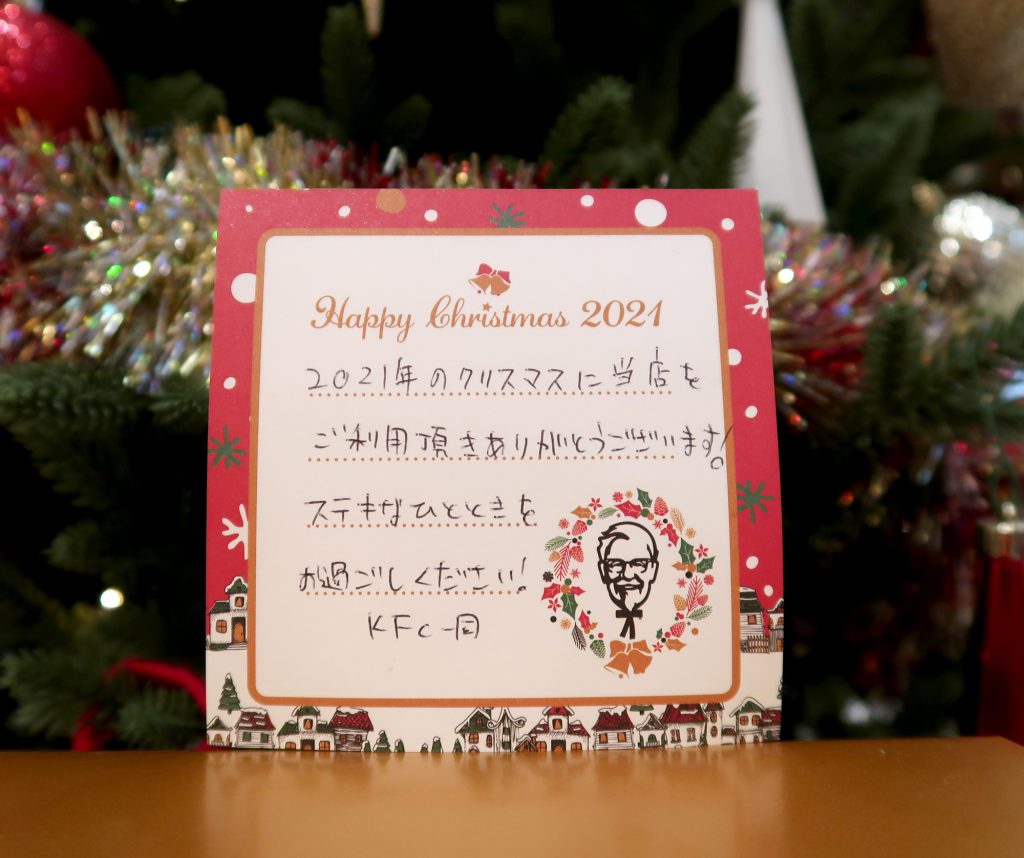 Happy Christmas 2021
2021年のクリスマスに当店を
ご利用頂きありがとうございます!
ステキなひとときを
お過ごしください!
KFC一同